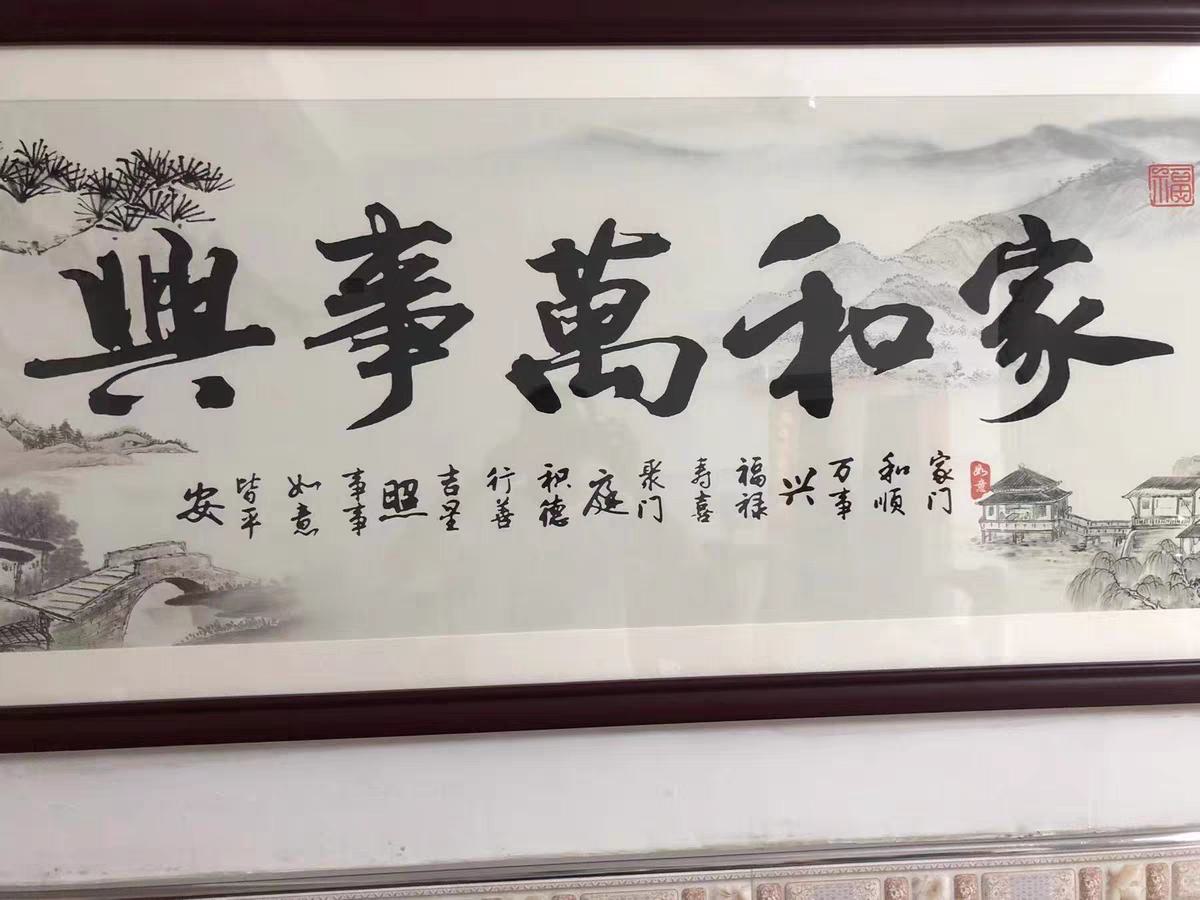 福
家和萬事興
如意
家门
和顺
万事
兴
福禄
寿喜
聚门
庭
积德
行善
吉星
照
事事
如意
皆平
安